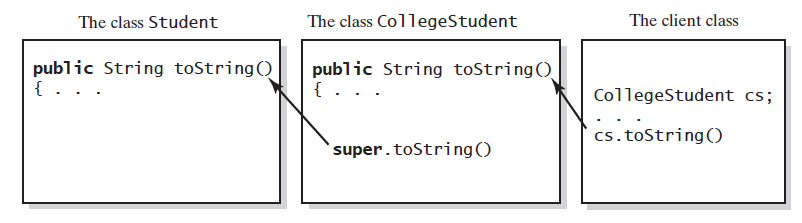 The class Student
public String toString()
{ . . .
The class CollegeStudent
public String toString()
{ . . .
super.toString()
The client class
CollegeStudent cs;
. . .
cs.toString()